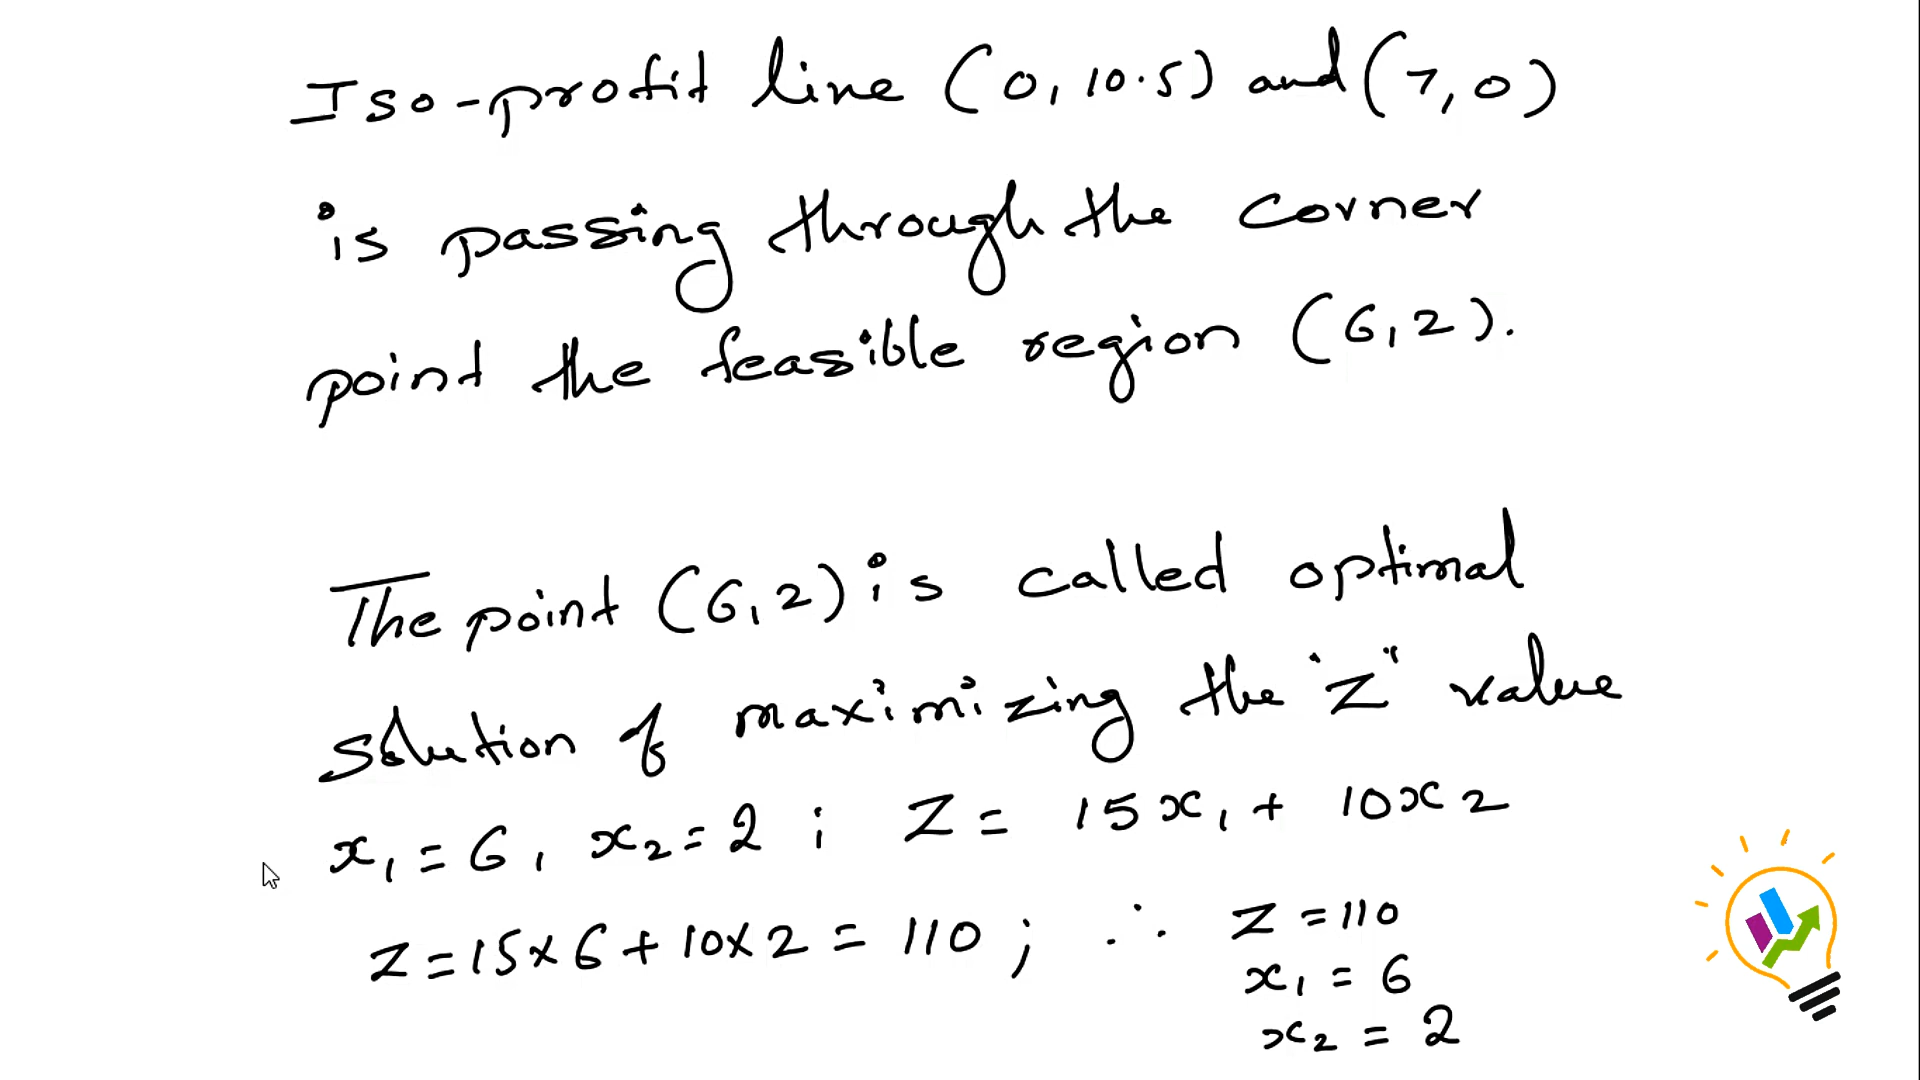 Iso-profit line (0, 10.5) and (7, 0)
is passing through the corner
point the feasible region (6, 2).
The point (6, 2) is called optimal
solution of maximizing the "Z" value
x₁ = 6, x₂ = 2 ; Z = 15x₁ + 10x₂
Z = 15 x 6 + 10 x 2 = 110 ; ∴ Z = 110
x₁ = 6
x₂ = 2